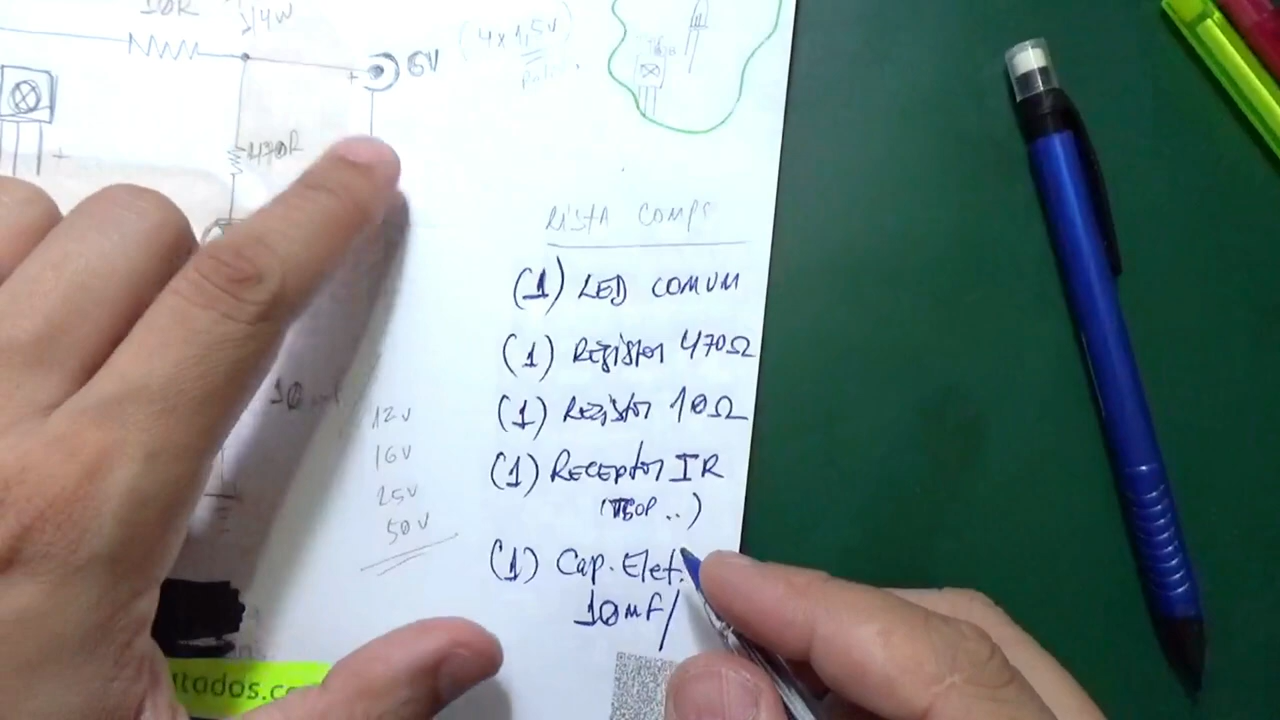 10R
1/4W
6V
(4 x 1,5V)
+
470R
+
LISTA COMPS
(1) LED COMUM
(1) Resistor 470Ω
(1) Resistor 10Ω
(1) Receptor IR
(TSOP..)
(1) Cap. Elet.
10MF/
12V
16V
25V
50V